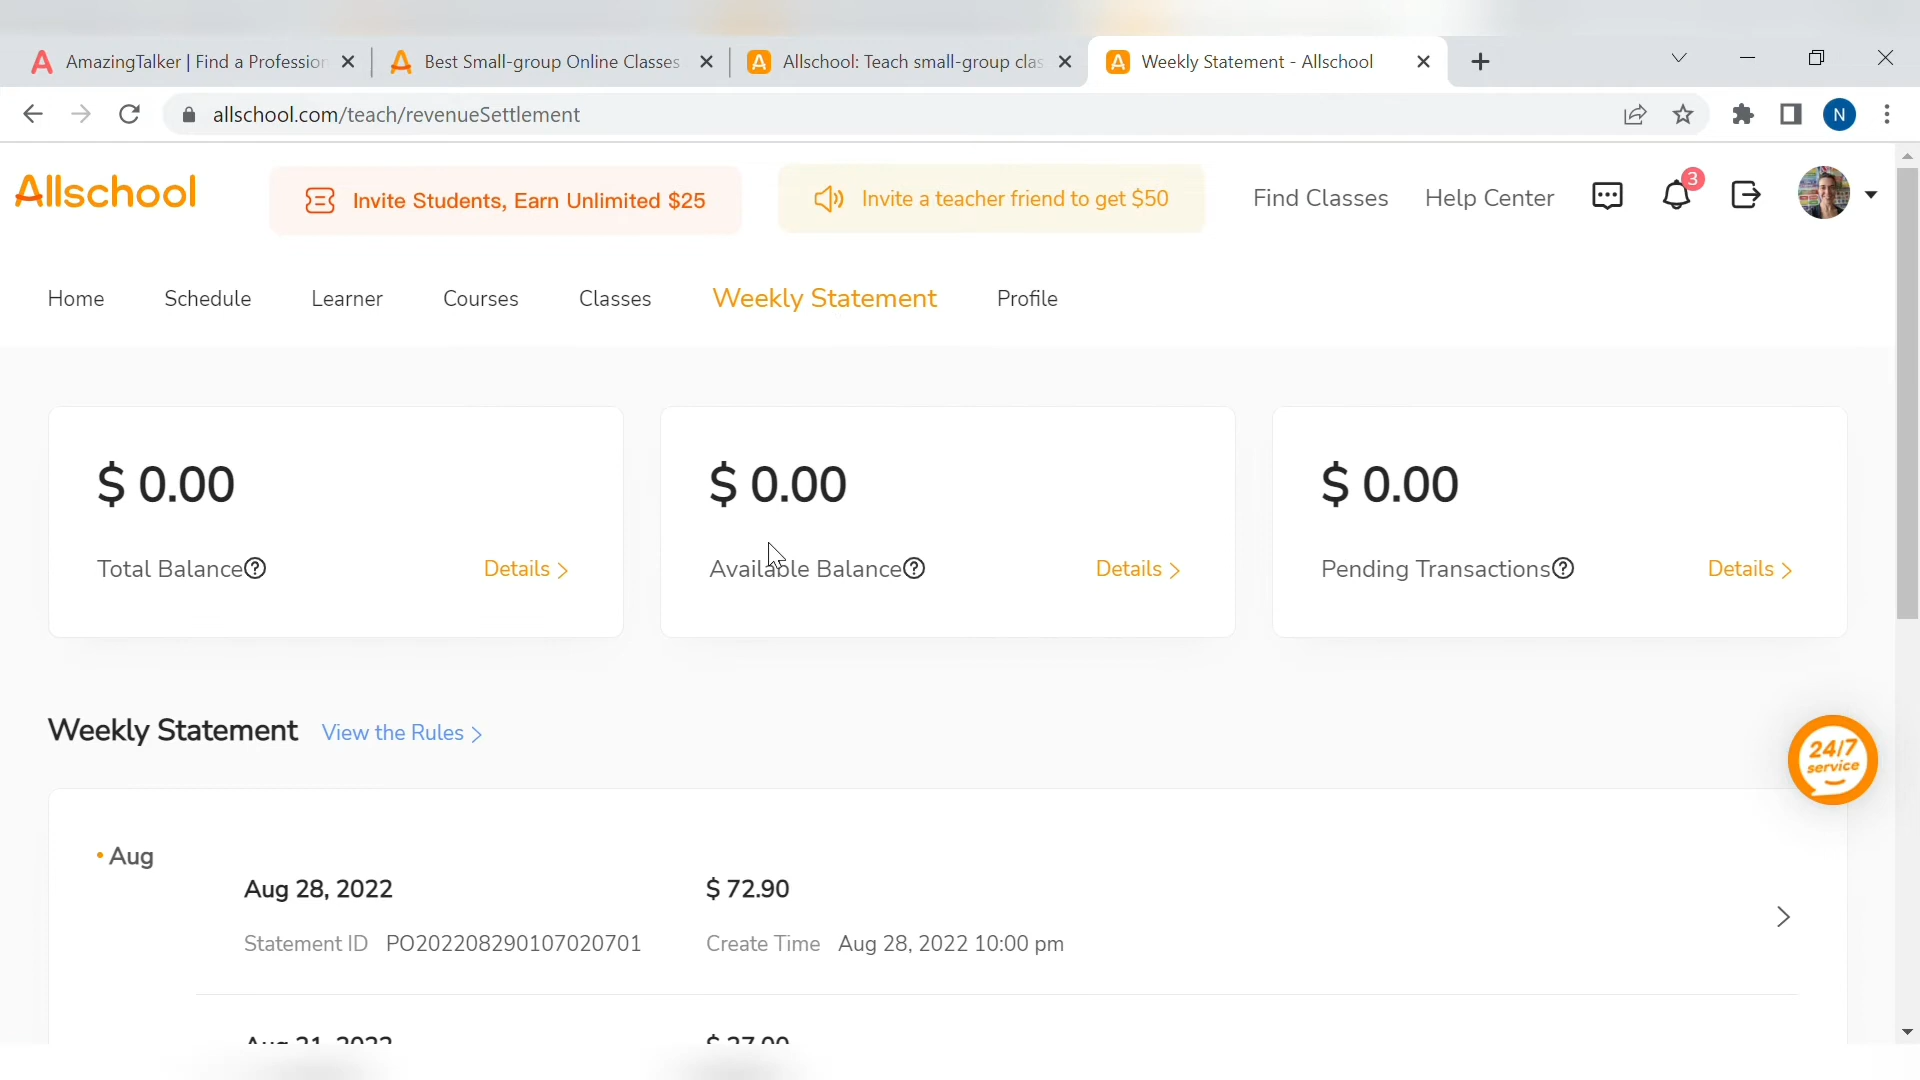 AmazingTalker | Find a Profession
Best Small-group Online Classes
Allschool: Teach small-group clas
Weekly Statement - Allschool
allschool.com/teach/revenueSettlement
N
Allschool
Invite Students, Earn Unlimited $25
Invite a teacher friend to get $50
Find Classes
Help Center
3
Home
Schedule
Learner
Courses
Classes
Weekly Statement
Profile
$ 0.00
Total Balance
Details >
$ 0.00
Available Balance
Details >
$ 0.00
Pending Transactions
Details >
Weekly Statement
View the Rules >
24/7
service
• Aug
Aug 28, 2022
$ 72.90
Statement ID PO202208290107020701
Create Time Aug 28, 2022 10:00 pm
Aug 21, 2022